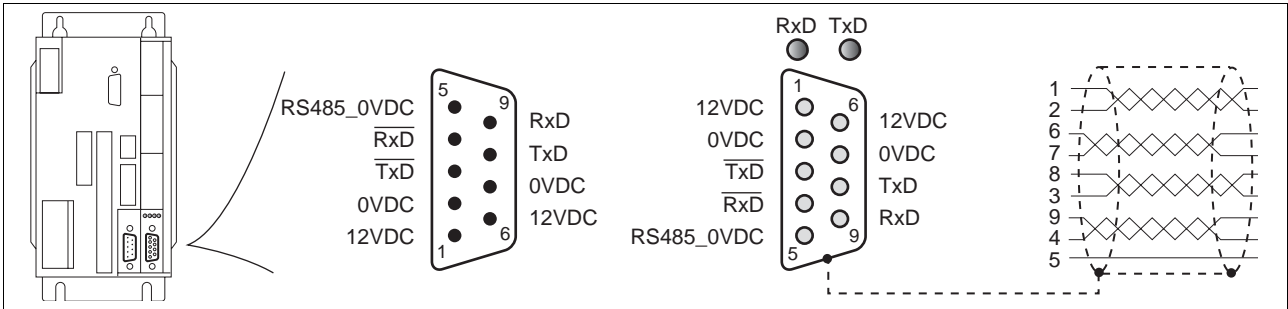 RxD TxD
5
9
RS485_0VDC
RxD
RxD
TxD
TxD
0VDC
0VDC
12VDC
12VDC
1
6
1
6
12VDC
12VDC
0VDC
0VDC
TxD
TxD
RxD
RxD
RS485_0VDC
5
9
1
2
6
7
8
3
9
4
5